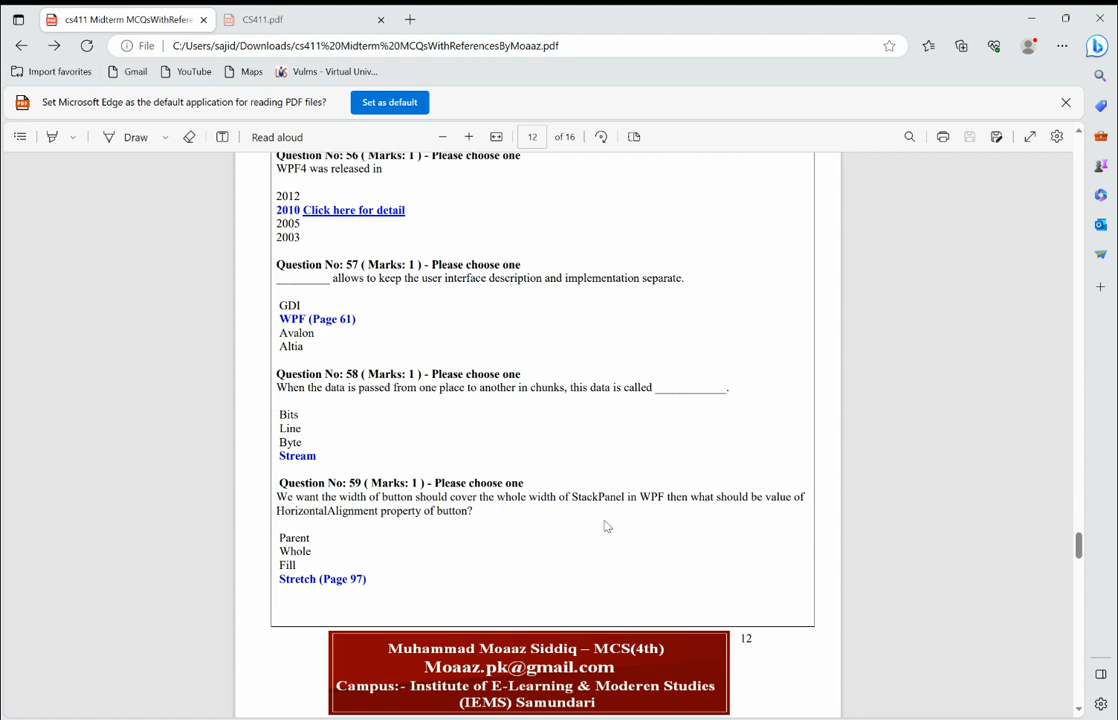 cs411 Midterm MCQsWithRefere
CS411.pdf
File
C:/Users/sajid/Downloads/cs411%20Midterm%20MCQsWithReferencesByMoaaz.pdf
Import favorites
Gmail
YouTube
Maps
Vulms - Virtual Univ...
Set Microsoft Edge as the default application for reading PDF files?
Set as default
Draw
Read aloud
12
of 16
Question No: 56 ( Marks: 1 ) - Please choose one
WPF4 was released in
2012
2010 Click here for detail
2005
2003
Question No: 57 ( Marks: 1 ) - Please choose one
_________ allows to keep the user interface description and implementation separate.
GDI
WPF (Page 61)
Avalon
Altia
Question No: 58 ( Marks: 1 ) - Please choose one
When the data is passed from one place to another in chunks, this data is called ____________.
Bits
Line
Byte
Stream
Question No: 59 ( Marks: 1 ) - Please choose one
We want the width of button should cover the whole width of StackPanel in WPF then what should be value of
HorizontalAlignment property of button?
Parent
Whole
Fill
Stretch (Page 97)
12
Muhammad Moaaz Siddiq – MCS(4th)
Moaaz.pk@gmail.com
Campus:- Institute of E-Learning & Moderen Studies
(IEMS) Samundari